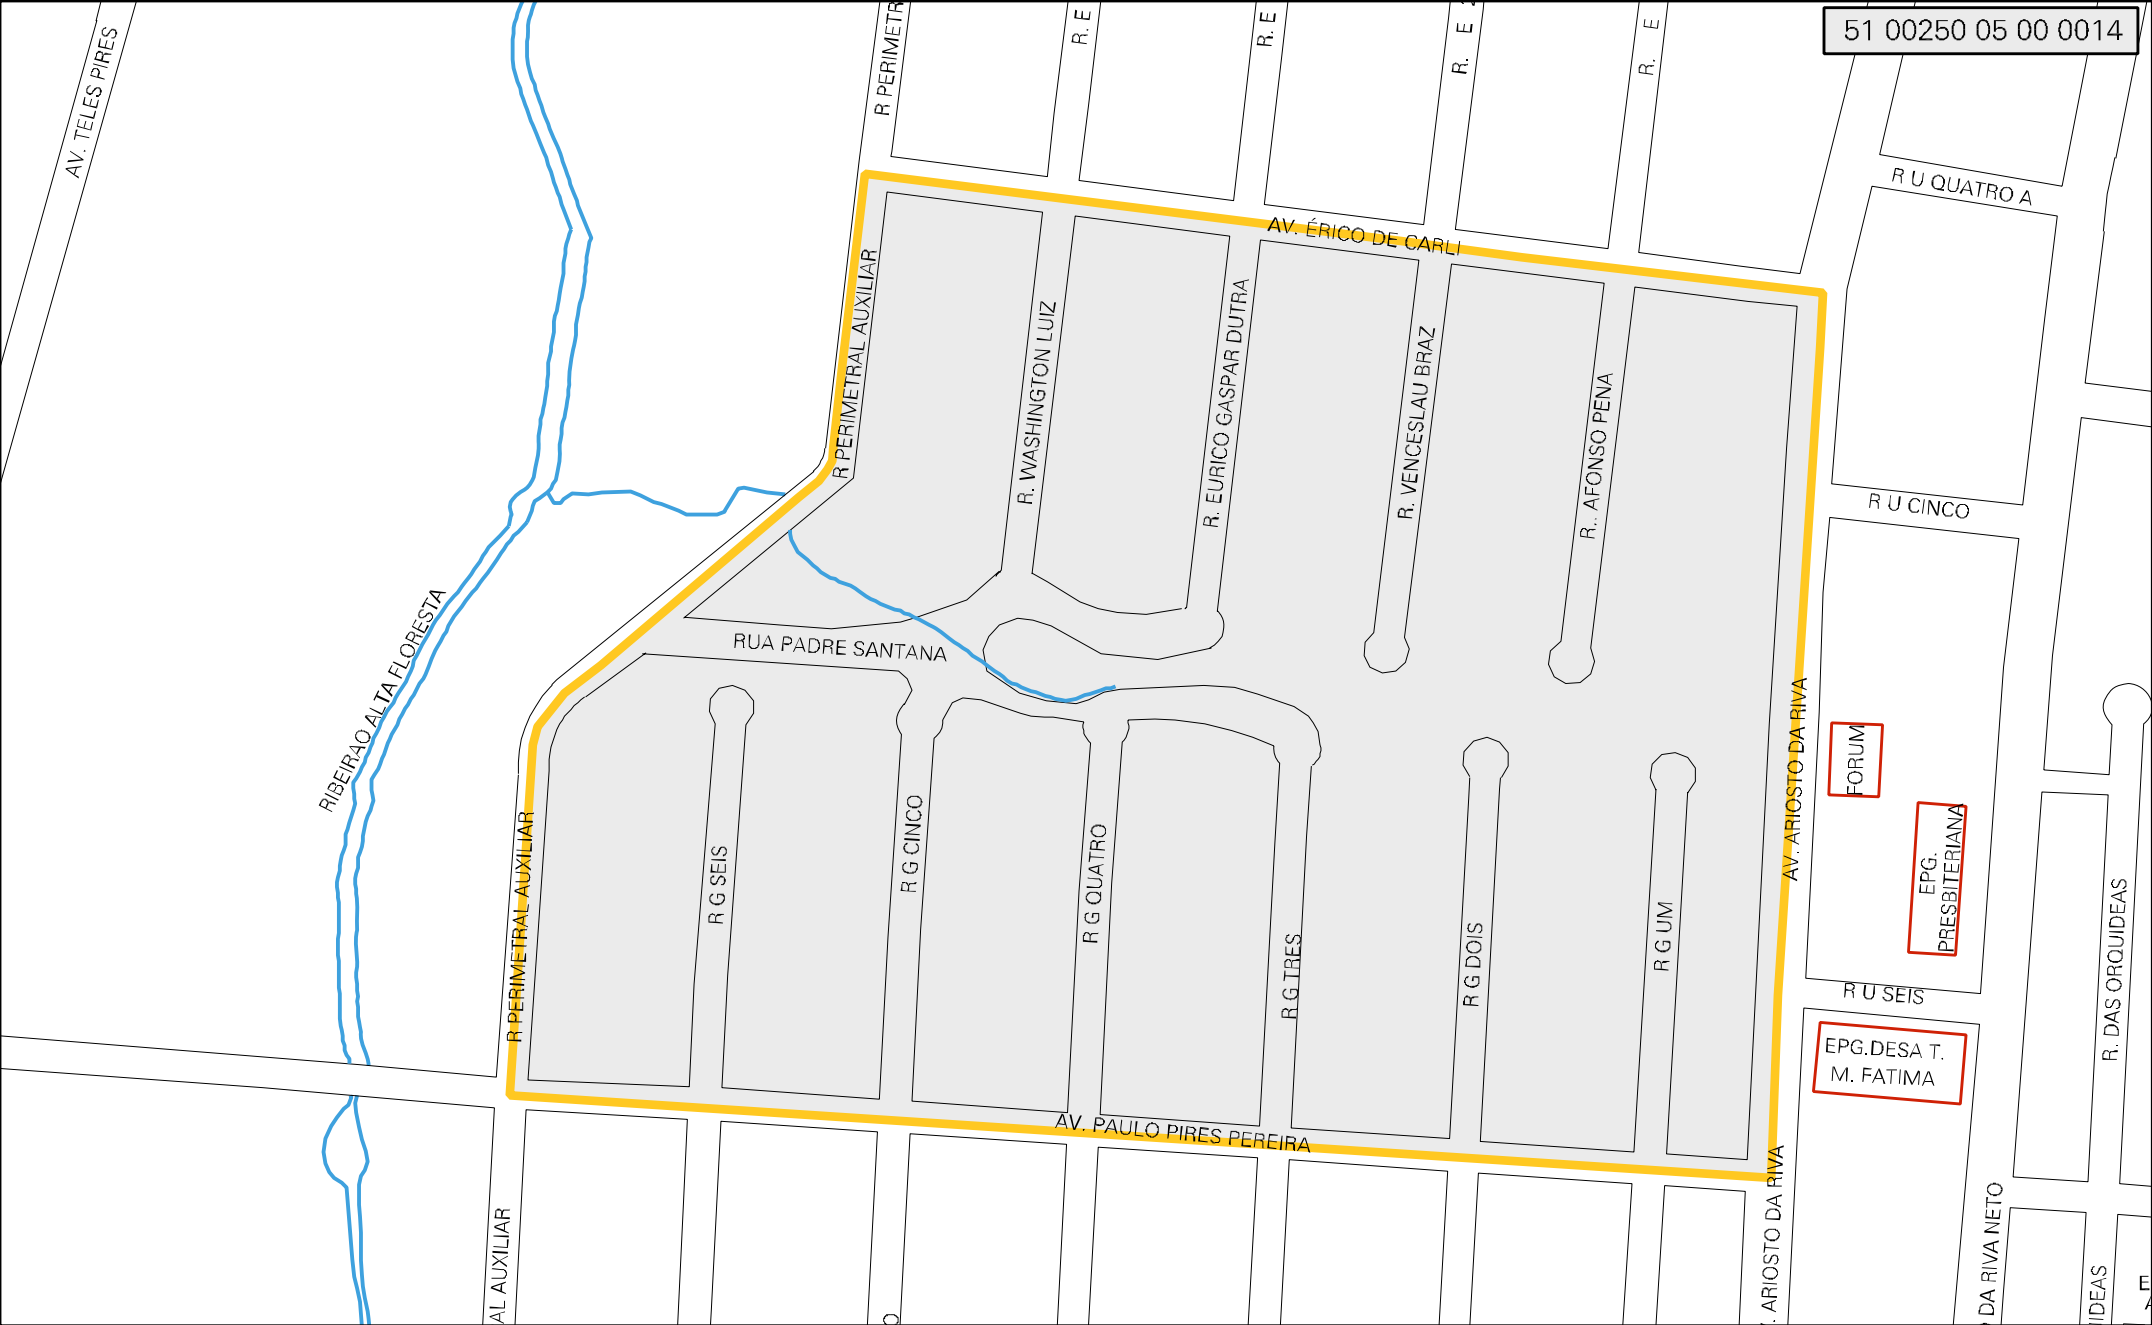 51 00250 05 00 0014
AV. TELES PIRES
R PERIMETR
R. E
R. E
R. E
R. E
R U QUATRO A
AV. ÉRICO DE CARLI
R PERIMETRAL AUXILIAR
R. WASHINGTON LUIZ
R. EURICO GASPAR DUTRA
R. VENCESLAU BRAZ
R.. AFONSO PENA
R U CINCO
RIBEIRAO ALTA FLORESTA
RUA PADRE SANTANA
AV. ARIOSTO DA RIVA
FORUM
EPG.
PRESBITERIANA
R PERIMETRAL AUXILIAR
R G SEIS
R G CINCO
R G QUATRO
R G TRES
R G DOIS
R G UM
R. DAS ORQUIDEAS
R U SEIS
EPG.DESA T.
M. FATIMA
AV. PAULO PIRES PEREIRA
AL AUXILIAR
. ARIOSTO DA RIVA
DA RIVA NETO
IDEAS